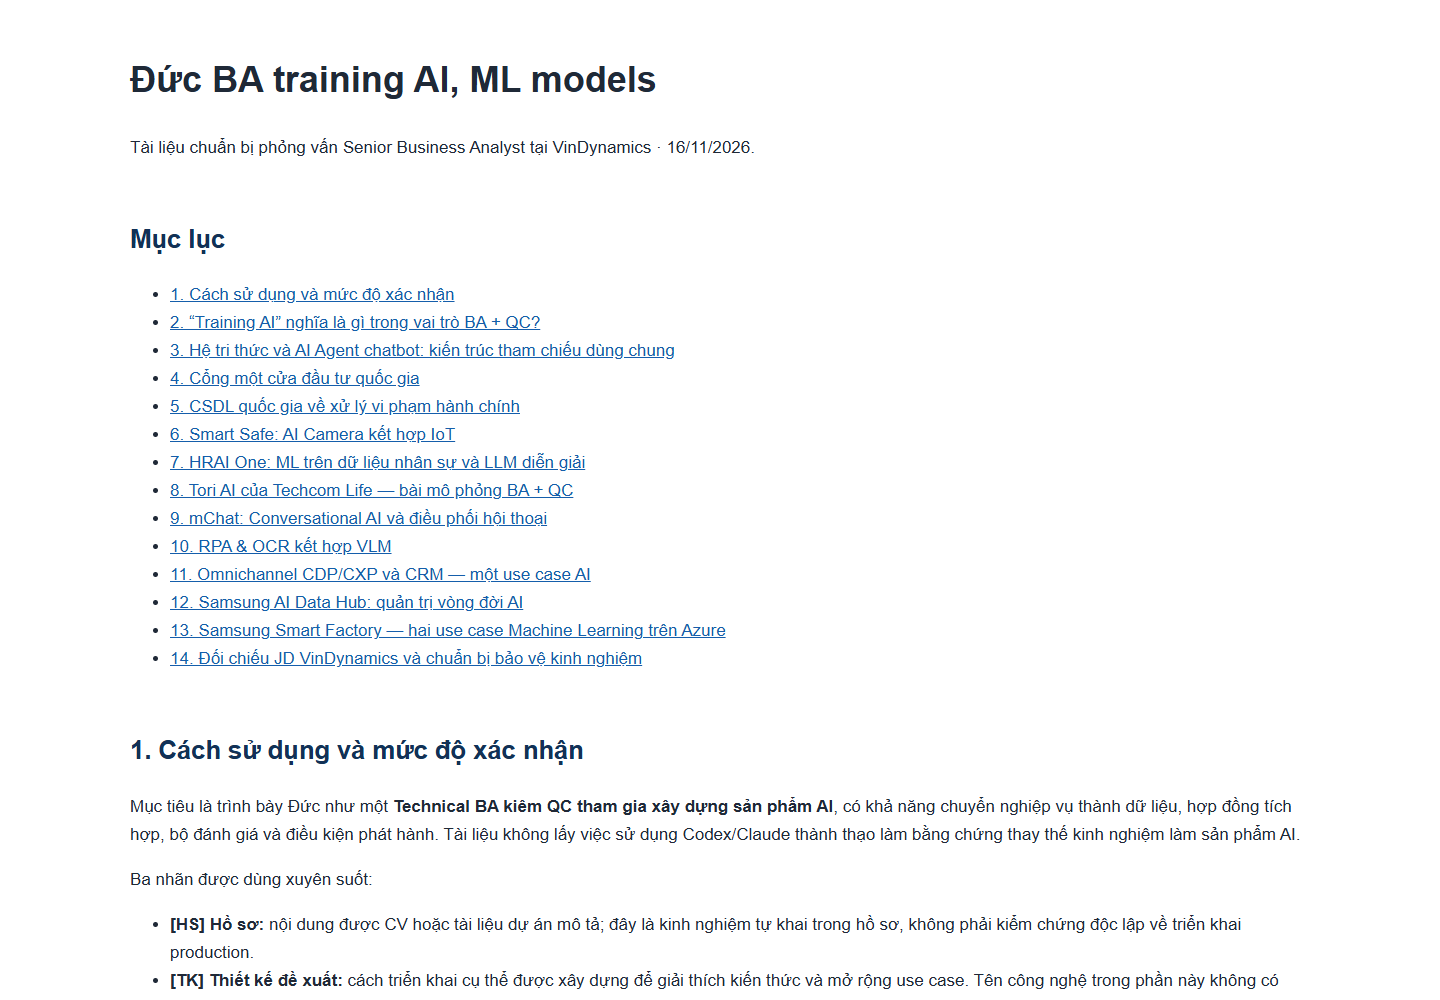 Đức BA training AI, ML models
Tài liệu chuẩn bị phỏng vấn Senior Business Analyst tại VinDynamics · 16/11/2026.
Mục lục
• 1. Cách sử dụng và mức độ xác nhận
• 2. “Training AI” nghĩa là gì trong vai trò BA + QC?
• 3. Hệ tri thức và AI Agent chatbot: kiến trúc tham chiếu dùng chung
• 4. Cổng một cửa đầu tư quốc gia
• 5. CSDL quốc gia về xử lý vi phạm hành chính
• 6. Smart Safe: AI Camera kết hợp IoT
• 7. HRAI One: ML trên dữ liệu nhân sự và LLM diễn giải
• 8. Tori AI của Techcom Life — bài mô phỏng BA + QC
• 9. mChat: Conversational AI và điều phối hội thoại
• 10. RPA & OCR kết hợp VLM
• 11. Omnichannel CDP/CXP và CRM — một use case AI
• 12. Samsung AI Data Hub: quản trị vòng đời AI
• 13. Samsung Smart Factory — hai use case Machine Learning trên Azure
• 14. Đối chiếu JD VinDynamics và chuẩn bị bảo vệ kinh nghiệm
1. Cách sử dụng và mức độ xác nhận
Mục tiêu là trình bày Đức như một Technical BA kiêm QC tham gia xây dựng sản phẩm AI, có khả năng chuyển nghiệp vụ thành dữ liệu, hợp đồng tích
hợp, bộ đánh giá và điều kiện phát hành. Tài liệu không lấy việc sử dụng Codex/Claude thành thạo làm bằng chứng thay thế kinh nghiệm làm sản phẩm AI.
Ba nhãn được dùng xuyên suốt:
• [HS] Hồ sơ: nội dung được CV hoặc tài liệu dự án mô tả; đây là kinh nghiệm tự khai trong hồ sơ, không phải kiểm chứng độc lập về triển khai
production.
• [TK] Thiết kế đề xuất: cách triển khai cụ thể được xây dựng để giải thích kiến thức và mở rộng use case. Tên công nghệ trong phần này không có